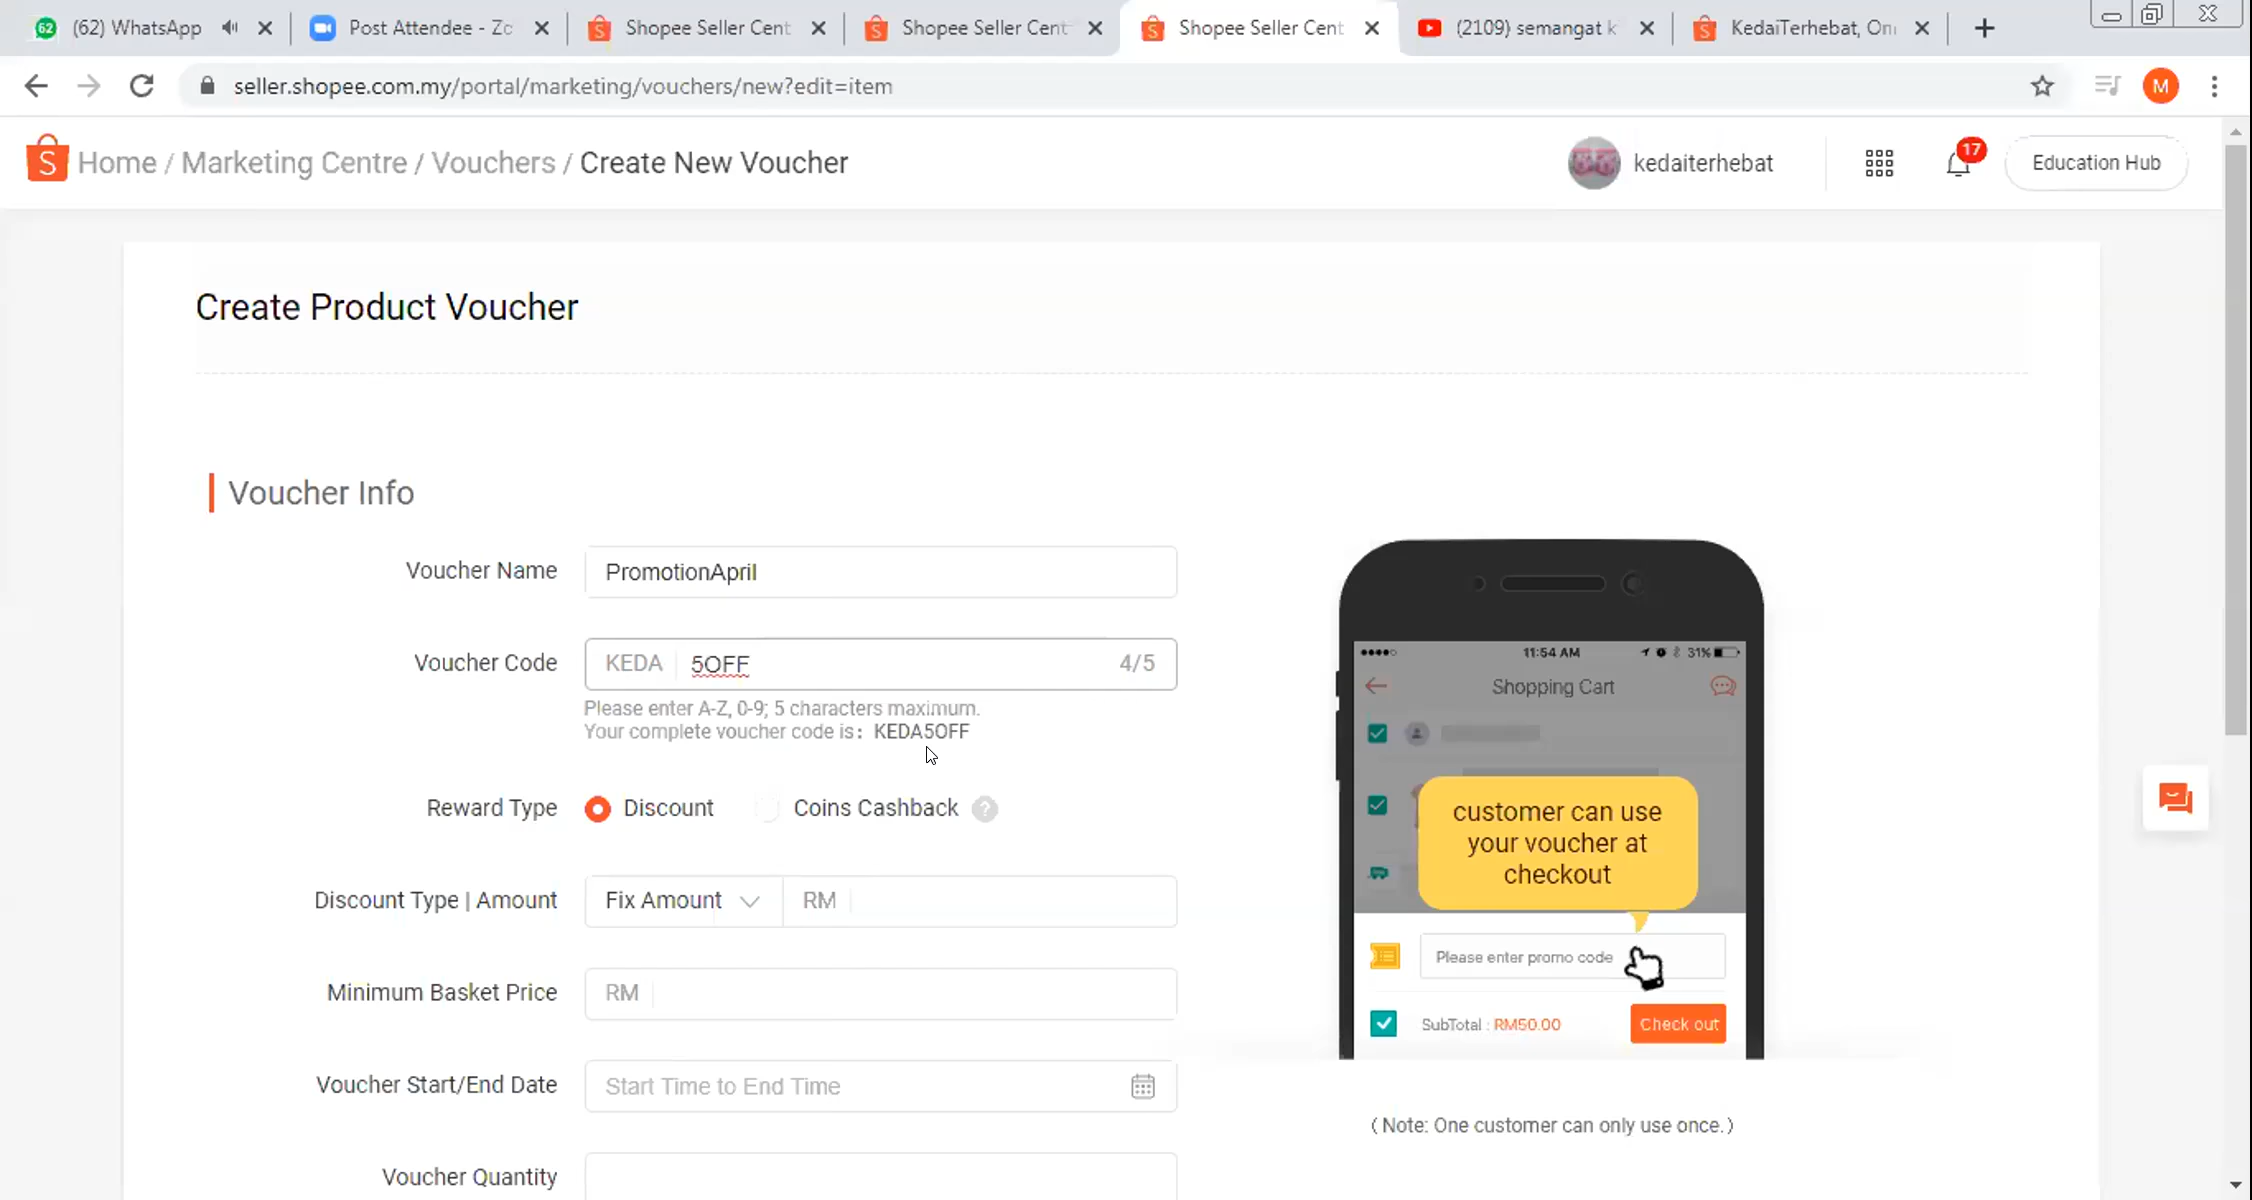 62 (62) WhatsApp
Post Attendee - Zo
Shopee Seller Cent
Shopee Seller Cent
Shopee Seller Cent
(2109) semangat k
KedaiTerhebat, On
seller.shopee.com.my/portal/marketing/vouchers/new?edit=item
M
S Home / Marketing Centre / Vouchers / Create New Voucher
kedaiterhebat
17
Education Hub
Create Product Voucher
Voucher Info
Voucher Name PromotionApril
Voucher Code KEDA 5OFF 4/5
Please enter A-Z, 0-9; 5 characters maximum.
Your complete voucher code is: KEDA5OFF
Reward Type Discount Coins Cashback ?
Discount Type | Amount Fix Amount RM
Minimum Basket Price RM
Voucher Start/End Date Start Time to End Time
Voucher Quantity
11:54 AM 31%
Shopping Cart
customer can use
your voucher at
checkout
Please enter promo code
SubTotal : RM50.00 Check out
(Note: One customer can only use once.)